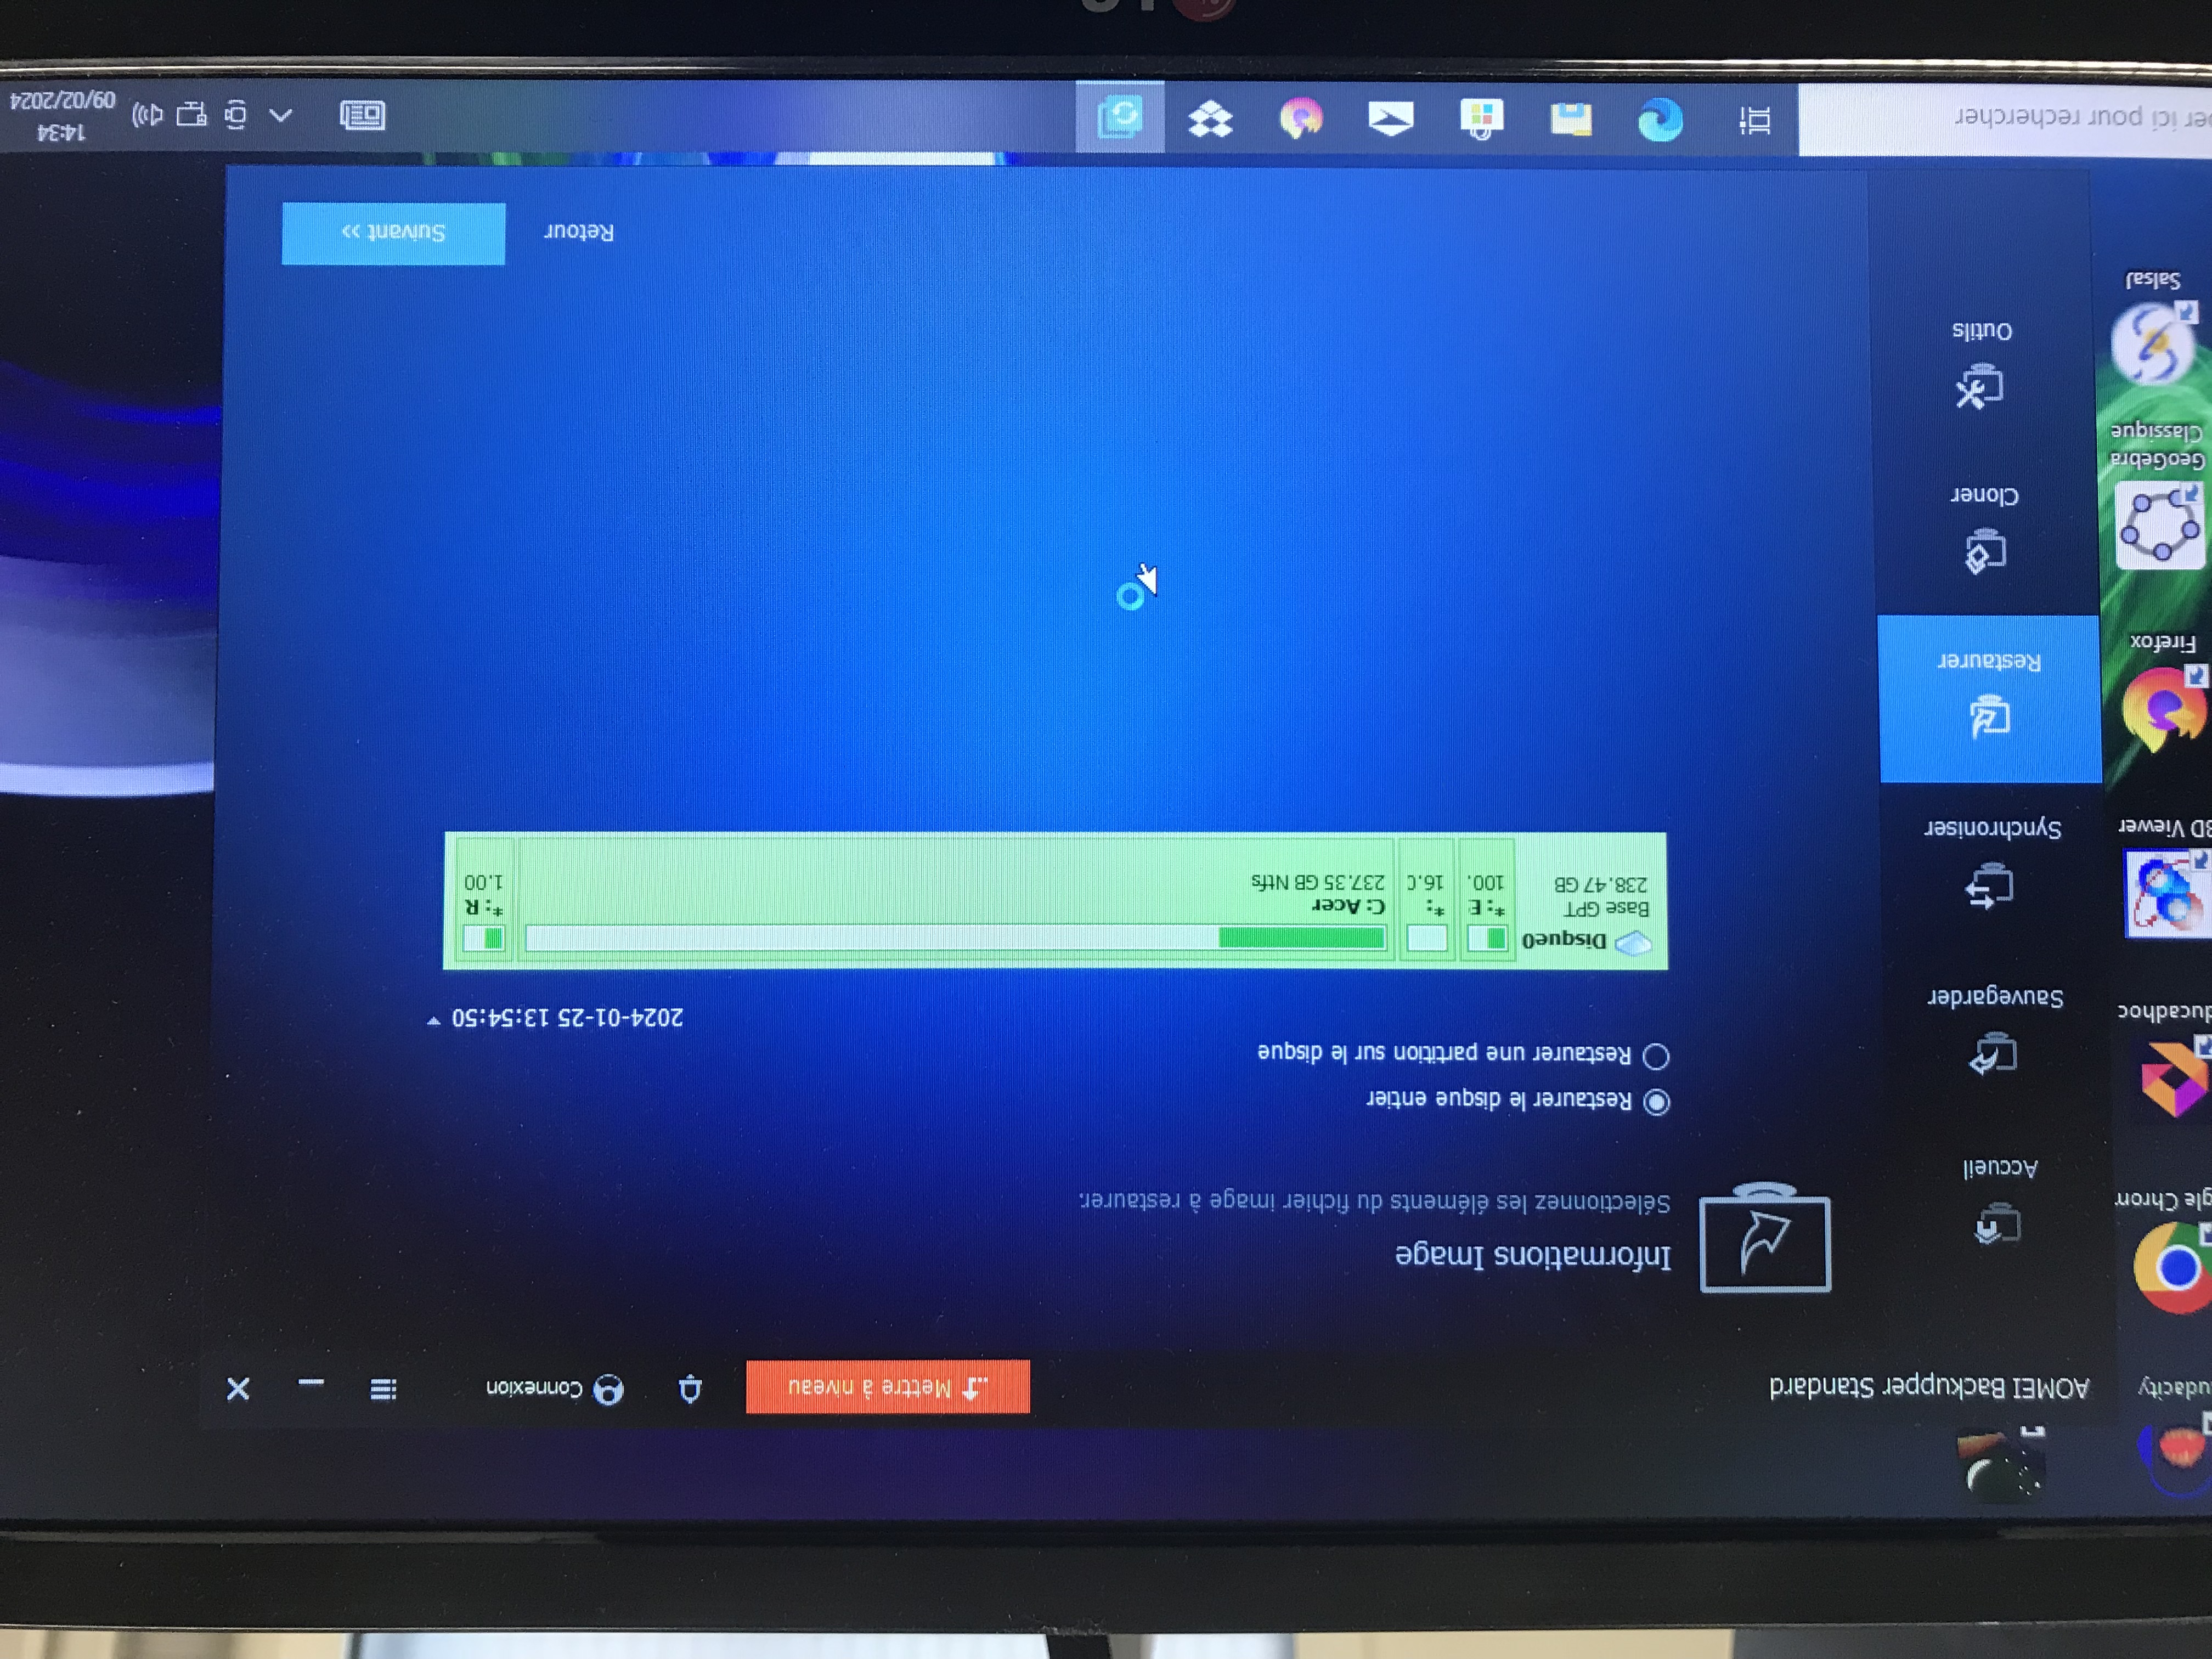 AOMEI Backupper Standard
Mettre à niveau
Connexion
udacity
gle Chrom
ducadhoc
3D Viewer
Firefox
GeoGebra
Classique
SalsaJ
Accueil
Sauvegarder
Synchroniser
Restaurer
Cloner
Outils
Informations Image
Sélectionnez les éléments du fichier image à restaurer.
Restaurer le disque entier
Restaurer une partition sur le disque
2024-01-25 13:54:50
Disque0
Base GPT
238.47 GB
*: E
100.
*:
16.0
C: Acer
237.35 GB Ntfs
*: R
1.00
Retour
Suivant >>
per ici pour rechercher
14:34
09/02/2024